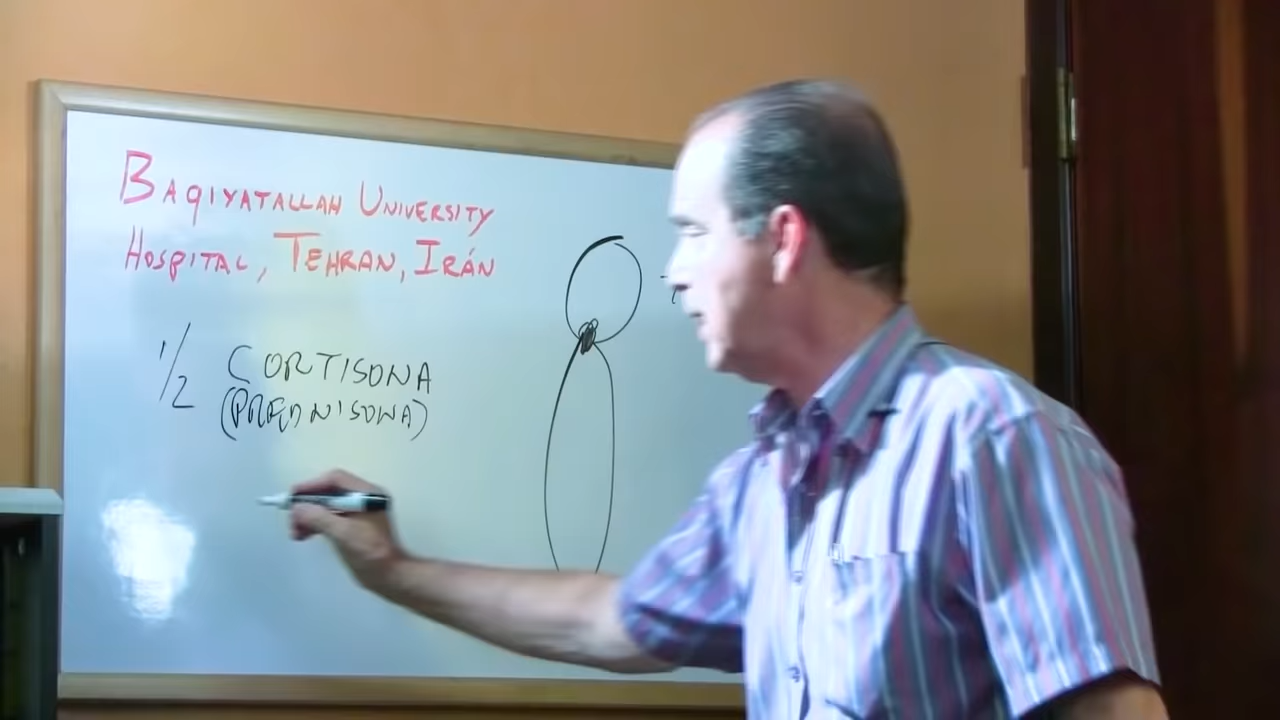 BAQIYATALLAH UNIVERSITY
HOSPITAL, TEHRAN, IRÁN
1/2 CORTISONA
(PREDNISONA)